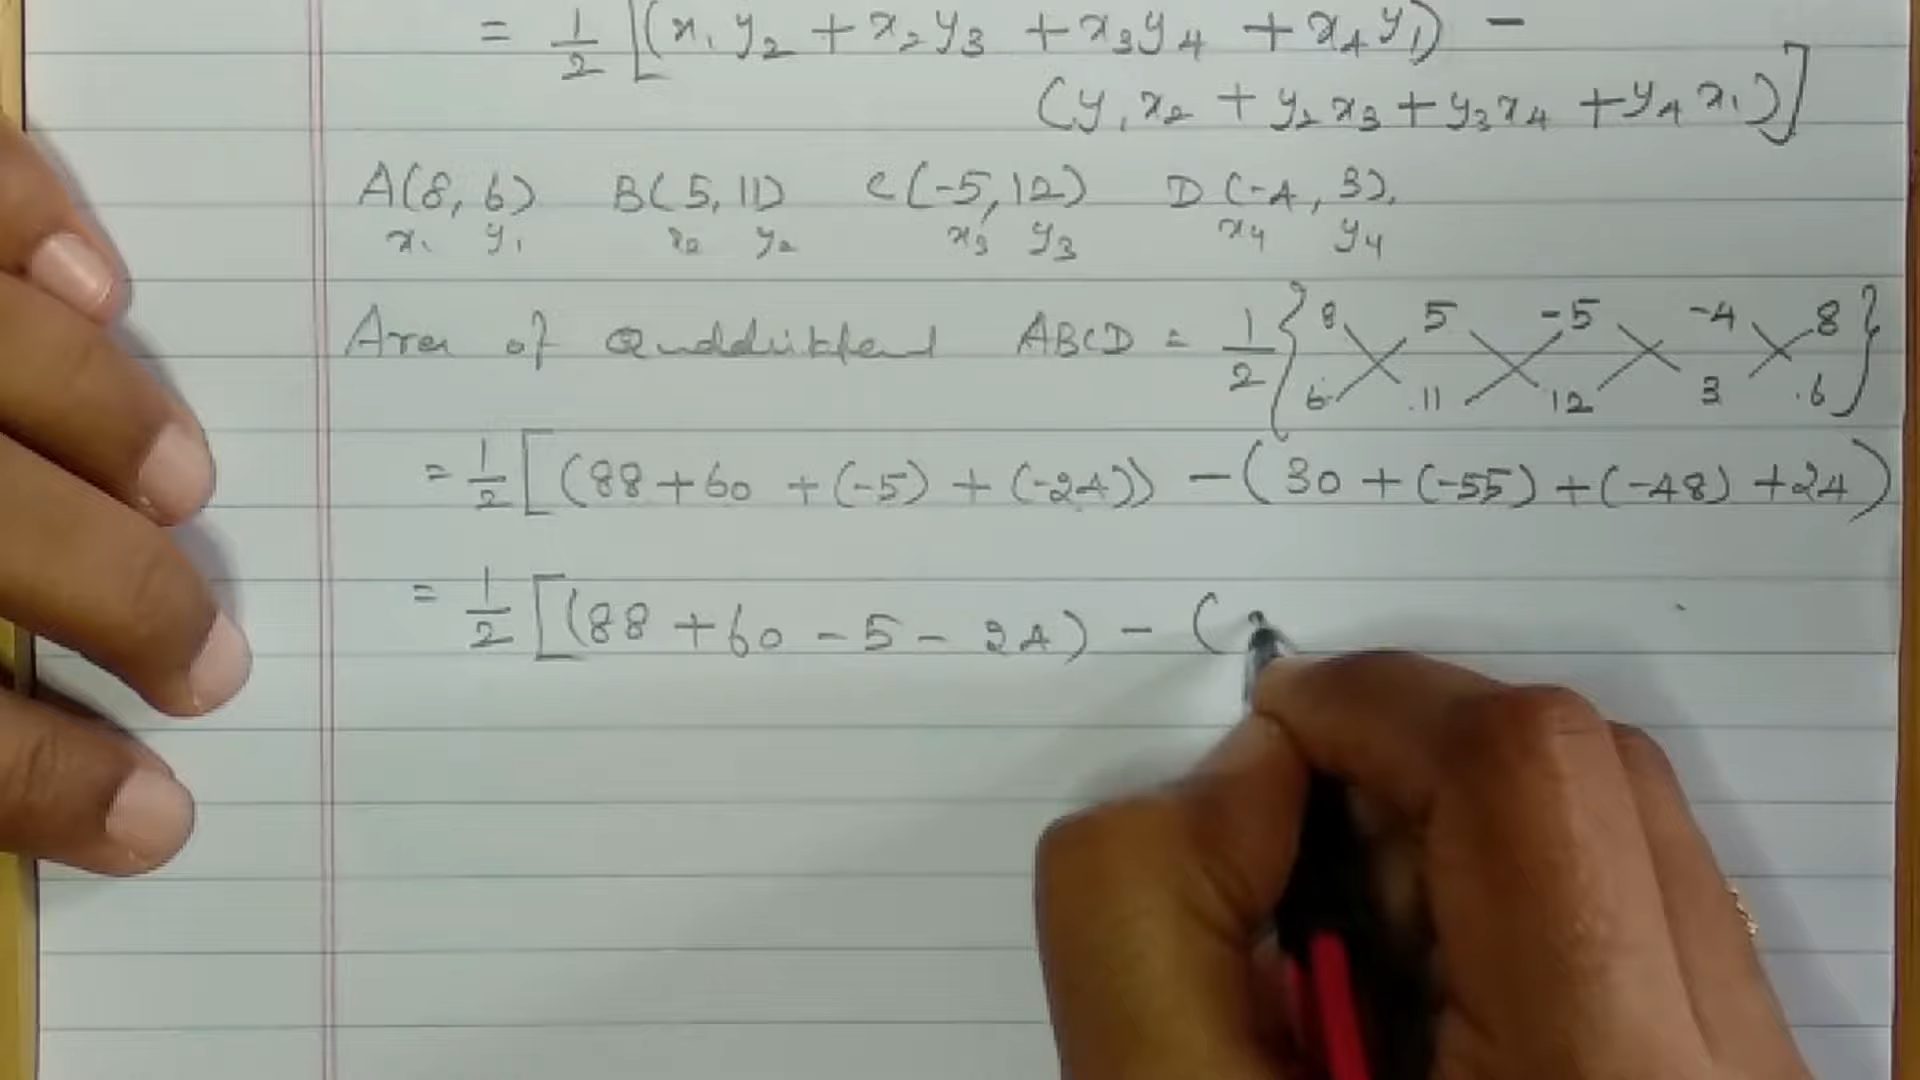 = 1/2 [(x₁y₂ + x₂y₃ + x₃y₄ + x₄y₁) -
(y₁x₂ + y₂x₃ + y₃x₄ + y₄x₁)]
A(8, 6) B(5, 11) C(-5, 12) D(-4, 3),
x₁ y₁ x₂ y₂ x₃ y₃ x₄ y₄
Area of ABCD = 1/2 { 8 5 -5 -4 8 }
6 11 12 3 6
= 1/2 [(88 + 60 + (-5) + (-24)) - (30 + (-55) + (-48) + 24)
= 1/2 [(88 + 60 - 5 - 24) - (